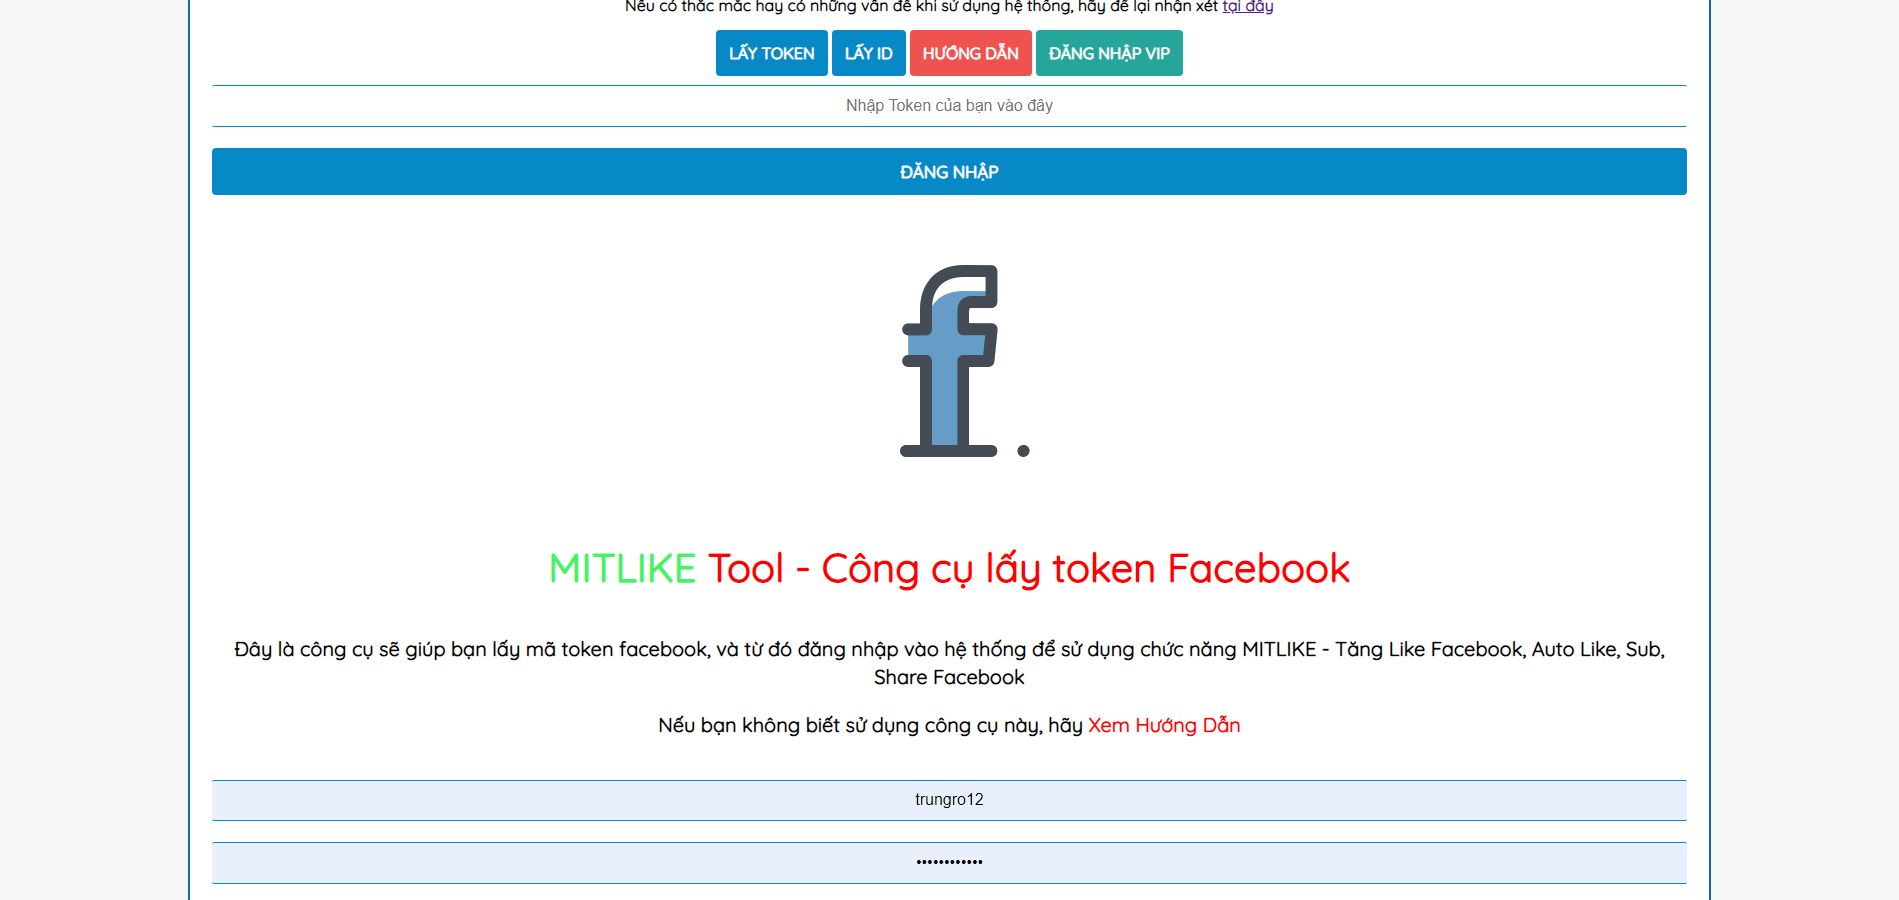 Nếu có thắc mắc hay có những vấn đề khi sử dụng hệ thống, hãy để lại nhận xét tại đây
LẤY TOKEN LẤY ID HƯỚNG DẪN ĐĂNG NHẬP VIP
Nhập Token của bạn vào đây
ĐĂNG NHẬP
f.
MITLIKE Tool - Công cụ lấy token Facebook
Đây là công cụ sẽ giúp bạn lấy mã token facebook, và từ đó đăng nhập vào hệ thống để sử dụng chức năng MITLIKE - Tăng Like Facebook, Auto Like, Sub,
Share Facebook
Nếu bạn không biết sử dụng công cụ này, hãy Xem Hướng Dẫn
trungro12
••••••••••••